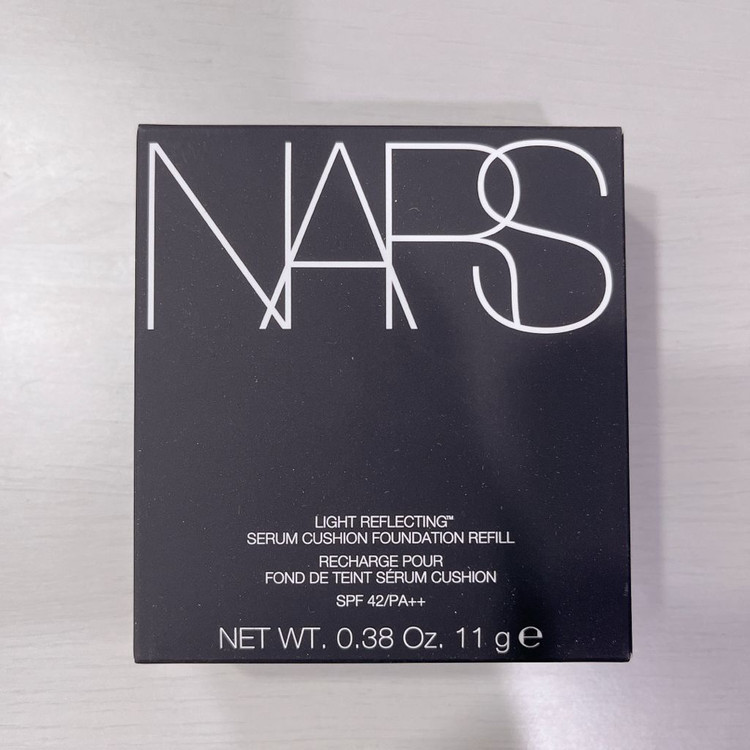 NARS
LIGHT REFLECTING™
SERUM CUSHION FOUNDATION REFILL
RECHARGE POUR
FOND DE TEINT SÉRUM CUSHION
SPF 42/PA++
NET WT. 0.38 Oz. 11 g ℮